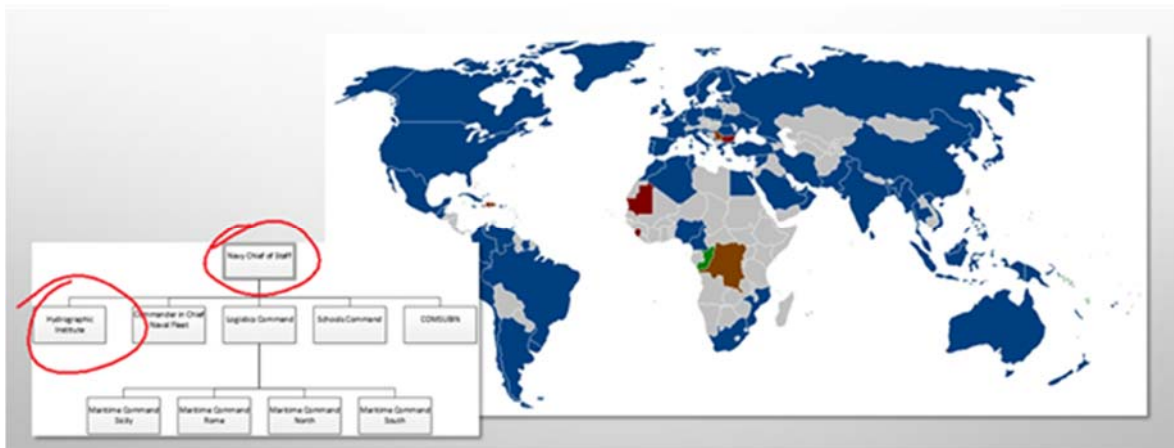 Navy Chief of Staff
Hydrographic
Institute
Commander in Chief
Naval Fleet
Logistics Command
Schools Command
COMSUBIN
Maritime Command
Sicily
Maritime Command
Rome
Maritime Command
North
Maritime Command
South